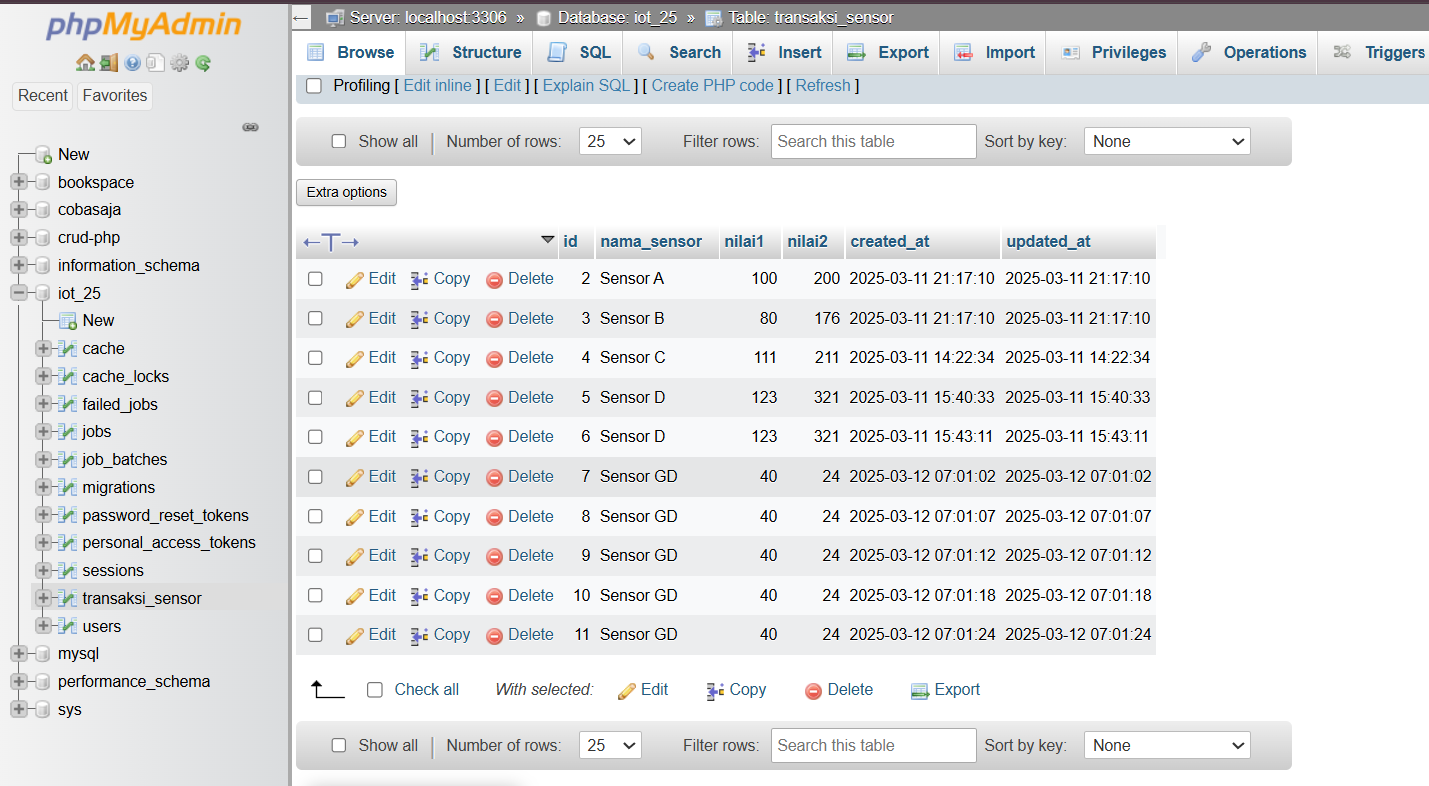 phpMyAdmin
Recent Favorites
New
bookspace
cobasaja
crud-php
information_schema
iot_25
New
cache
cache_locks
failed_jobs
jobs
job_batches
migrations
password_reset_tokens
personal_access_tokens
sessions
transaksi_sensor
users
mysql
performance_schema
sys
Server: localhost:3306 » Database: iot_25 » Table: transaksi_sensor
Browse Structure SQL Search Insert Export Import Privileges Operations Triggers
Profiling [ Edit inline ] [ Edit ] [ Explain SQL ] [ Create PHP code ] [ Refresh ]
Show all Number of rows: 25 Filter rows: Search this table Sort by key: None
Extra options
←T→ id nama_sensor nilai1 nilai2 created_at updated_at
Edit Copy Delete 2 Sensor A 100 200 2025-03-11 21:17:10 2025-03-11 21:17:10
Edit Copy Delete 3 Sensor B 80 176 2025-03-11 21:17:10 2025-03-11 21:17:10
Edit Copy Delete 4 Sensor C 111 211 2025-03-11 14:22:34 2025-03-11 14:22:34
Edit Copy Delete 5 Sensor D 123 321 2025-03-11 15:40:33 2025-03-11 15:40:33
Edit Copy Delete 6 Sensor D 123 321 2025-03-11 15:43:11 2025-03-11 15:43:11
Edit Copy Delete 7 Sensor GD 40 24 2025-03-12 07:01:02 2025-03-12 07:01:02
Edit Copy Delete 8 Sensor GD 40 24 2025-03-12 07:01:07 2025-03-12 07:01:07
Edit Copy Delete 9 Sensor GD 40 24 2025-03-12 07:01:12 2025-03-12 07:01:12
Edit Copy Delete 10 Sensor GD 40 24 2025-03-12 07:01:18 2025-03-12 07:01:18
Edit Copy Delete 11 Sensor GD 40 24 2025-03-12 07:01:24 2025-03-12 07:01:24
Check all With selected: Edit Copy Delete Export
Show all Number of rows: 25 Filter rows: Search this table Sort by key: None